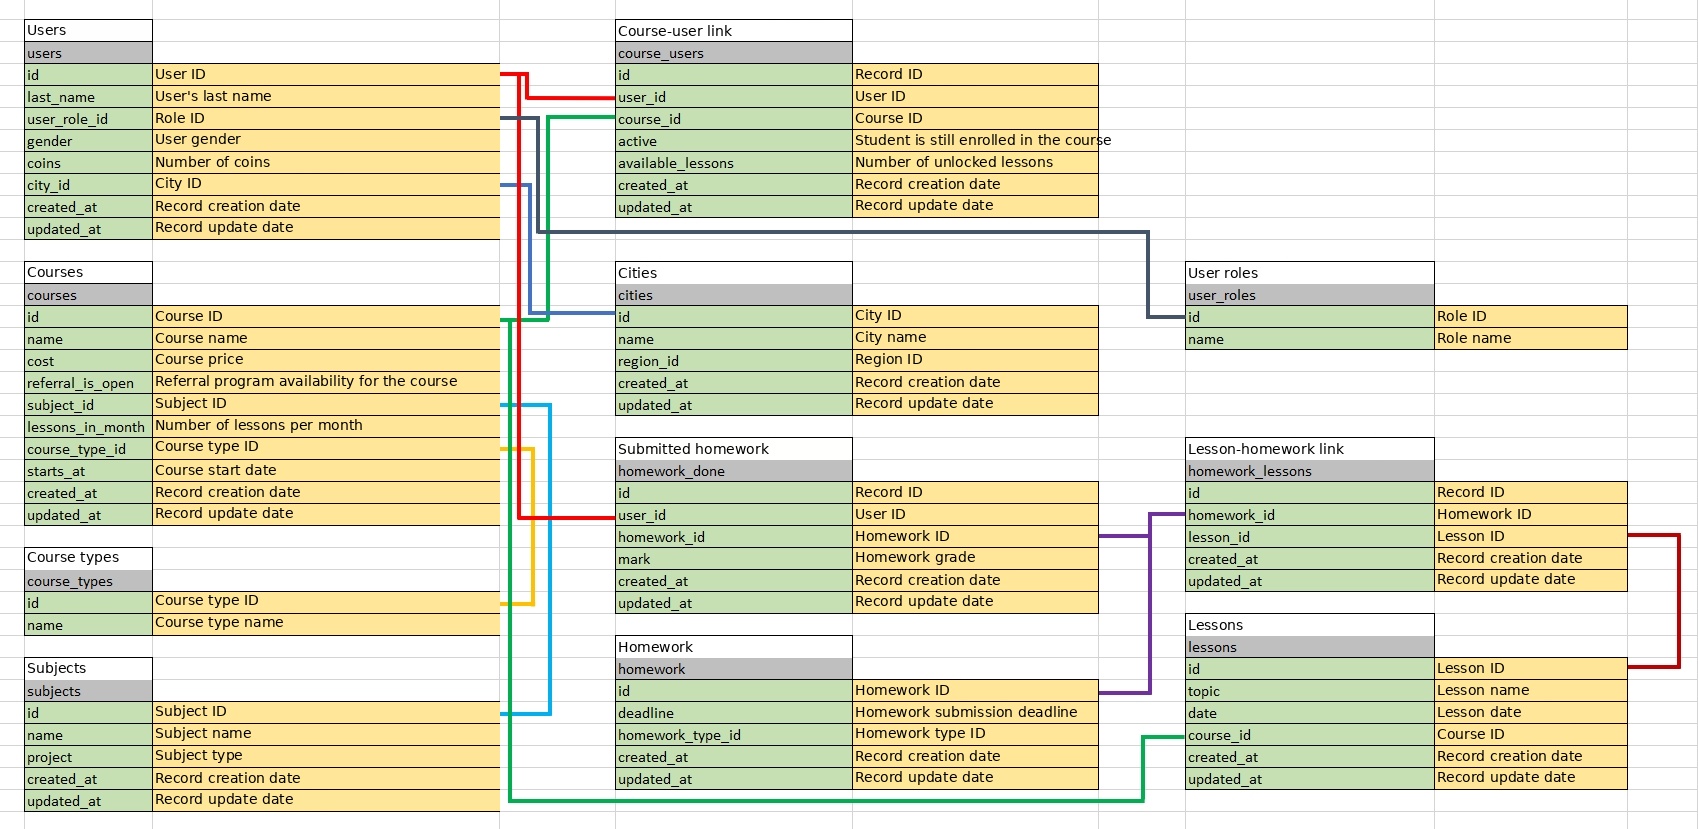 Users
users
id User ID
last_name User's last name
user_role_id Role ID
gender User gender
coins Number of coins
city_id City ID
created_at Record creation date
updated_at Record update date
Courses
courses
id Course ID
name Course name
cost Course price
referral_is_open Referral program availability for the course
subject_id Subject ID
lessons_in_month Number of lessons per month
course_type_id Course type ID
starts_at Course start date
created_at Record creation date
updated_at Record update date
Course types
course_types
id Course type ID
name Course type name
Subjects
subjects
id Subject ID
name Subject name
project Subject type
created_at Record creation date
updated_at Record update date
Course-user link
course_users
id Record ID
user_id User ID
course_id Course ID
active Student is still enrolled in the course
available_lessons Number of unlocked lessons
created_at Record creation date
updated_at Record update date
Cities
cities
id City ID
name City name
region_id Region ID
created_at Record creation date
updated_at Record update date
Submitted homework
homework_done
id Record ID
user_id User ID
homework_id Homework ID
mark Homework grade
created_at Record creation date
updated_at Record update date
Homework
homework
id Homework ID
deadline Homework submission deadline
homework_type_id Homework type ID
created_at Record creation date
updated_at Record update date
User roles
user_roles
id Role ID
name Role name
Lesson-homework link
homework_lessons
id Record ID
homework_id Homework ID
lesson_id Lesson ID
created_at Record creation date
updated_at Record update date
Lessons
lessons
id Lesson ID
topic Lesson name
date Lesson date
course_id Course ID
created_at Record creation date
updated_at Record update date